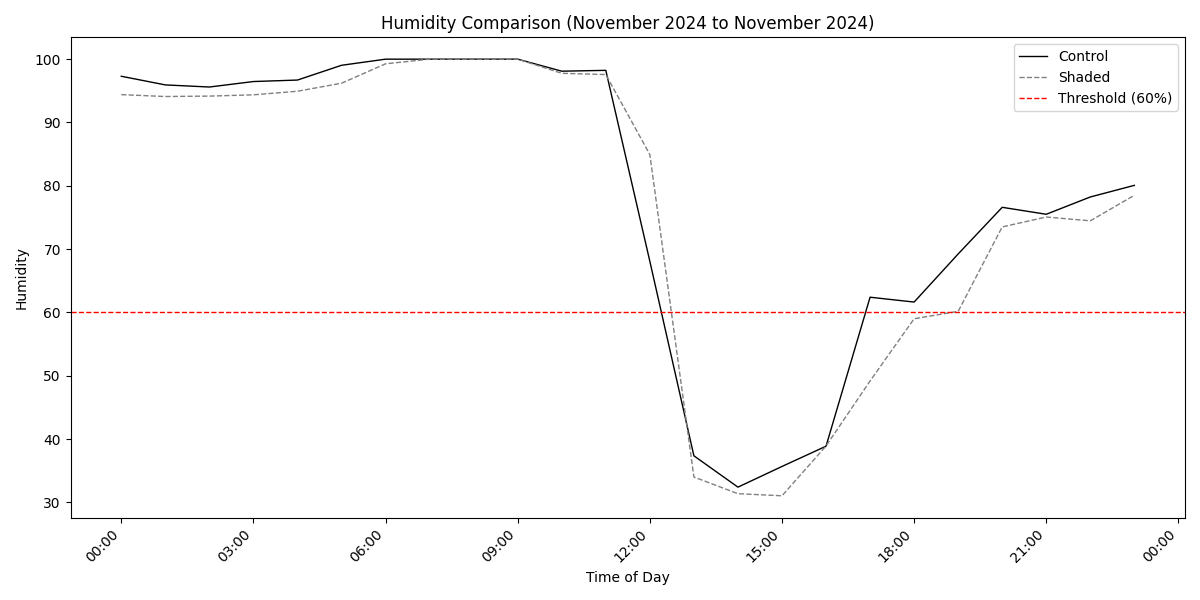 Humidity Comparison (November 2024 to November 2024)
Control
Shaded
Threshold (60%)
Humidity
100
90
80
70
60
50
40
30
00:00
03:00
06:00
09:00
12:00
15:00
18:00
21:00
00:00
Time of Day